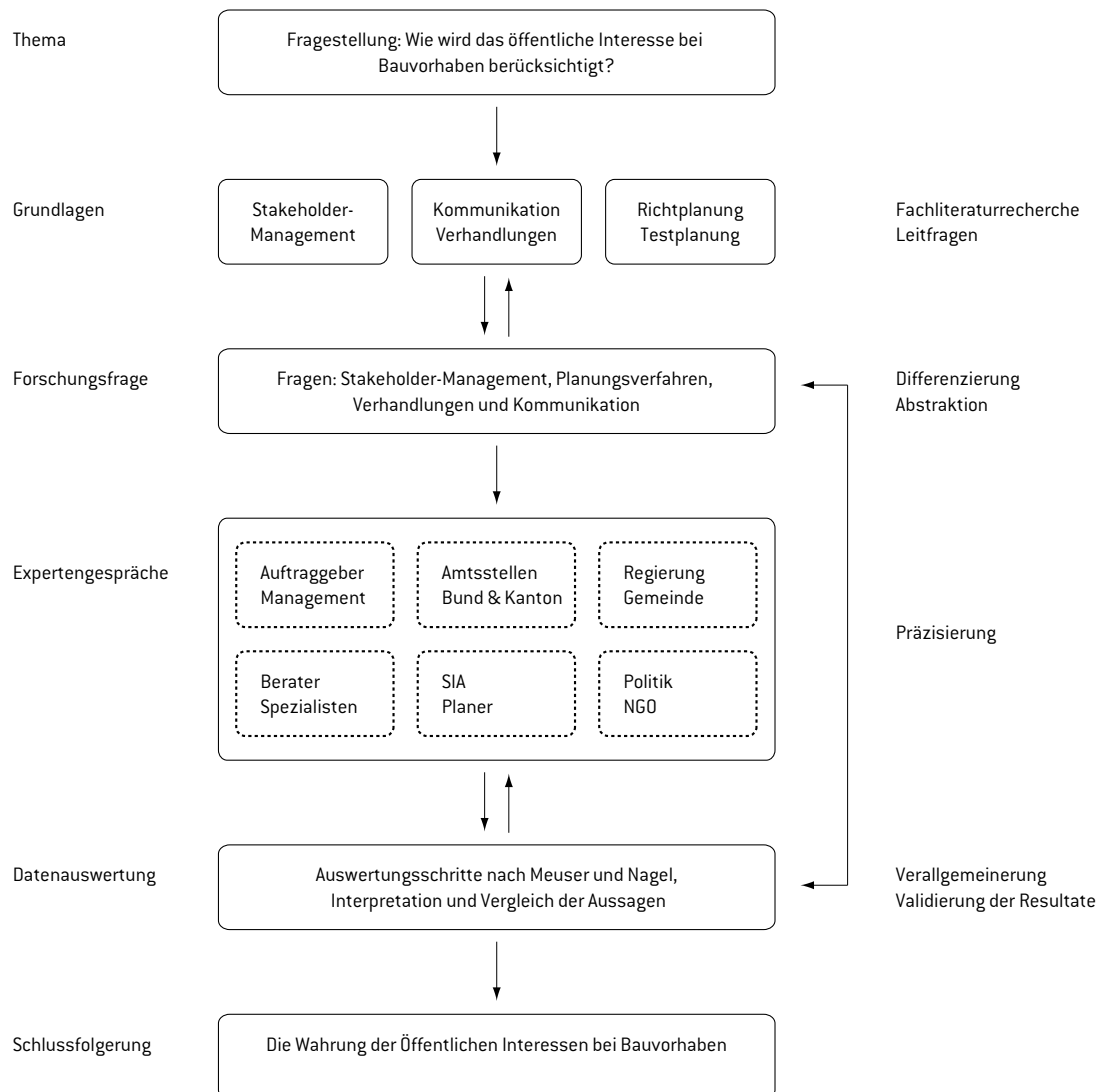 Thema
Fragestellung: Wie wird das öffentliche Interesse bei
Bauvorhaben berücksichtigt?
Grundlagen
Stakeholder-
Management
Kommunikation
Verhandlungen
Richtplanung
Testplanung
Fachliteraturrecherche
Leitfragen
Forschungsfrage
Fragen: Stakeholder-Management, Planungsverfahren,
Verhandlungen und Kommunikation
Differenzierung
Abstraktion
Expertengespräche
Auftraggeber
Management
Amtsstellen
Bund & Kanton
Regierung
Gemeinde
Berater
Spezialisten
SIA
Planer
Politik
NGO
Präzisierung
Datenauswertung
Auswertungsschritte nach Meuser und Nagel,
Interpretation und Vergleich der Aussagen
Verallgemeinerung
Validierung der Resultate
Schlussfolgerung
Die Wahrung der Öffentlichen Interessen bei Bauvorhaben